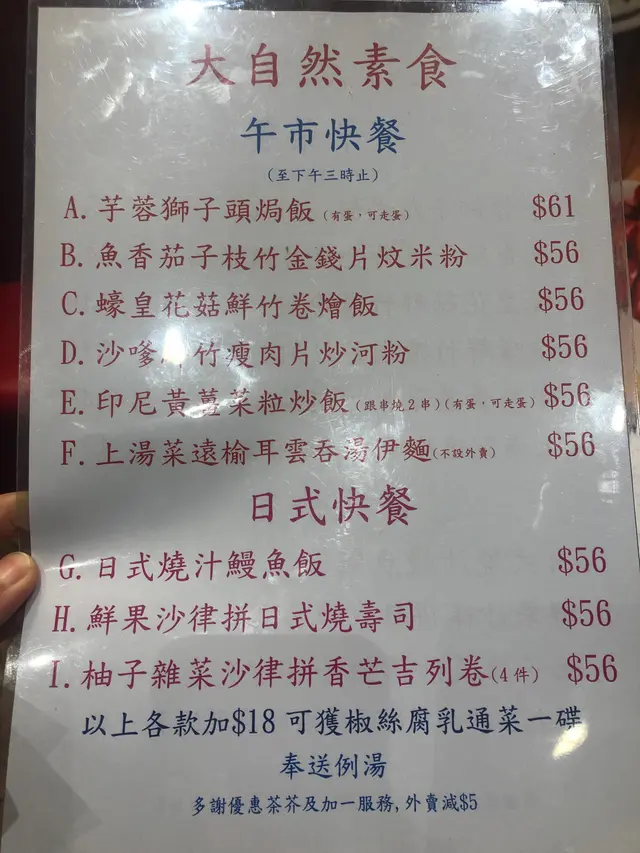 大自然素食
午市快餐
(至下午三時止)
A. 芋蓉獅子頭焗飯 (有蛋,可走蛋) $61
B. 魚香茄子枝竹金錢片炆米粉 $56
C. 蠔皇花菇鮮竹卷燴飯 $56
D. 沙嗲 竹瘦肉片炒河粉 $56
E. 印尼黃薑菜粒炒飯 (跟串燒2串)(有蛋,可走蛋) $56
F. 上湯菜遠榆耳雲吞湯伊麵 (不設外賣) $56
日式快餐
G. 日式燒汁鰻魚飯 $56
H. 鮮果沙律拼日式燒壽司 $56
I. 柚子雜菜沙律拼香芒吉列卷 (4件) $56
以上各款加$18 可獲椒絲腐乳通菜一碟
奉送例湯
多謝優惠茶芥及加一服務,外賣減$5